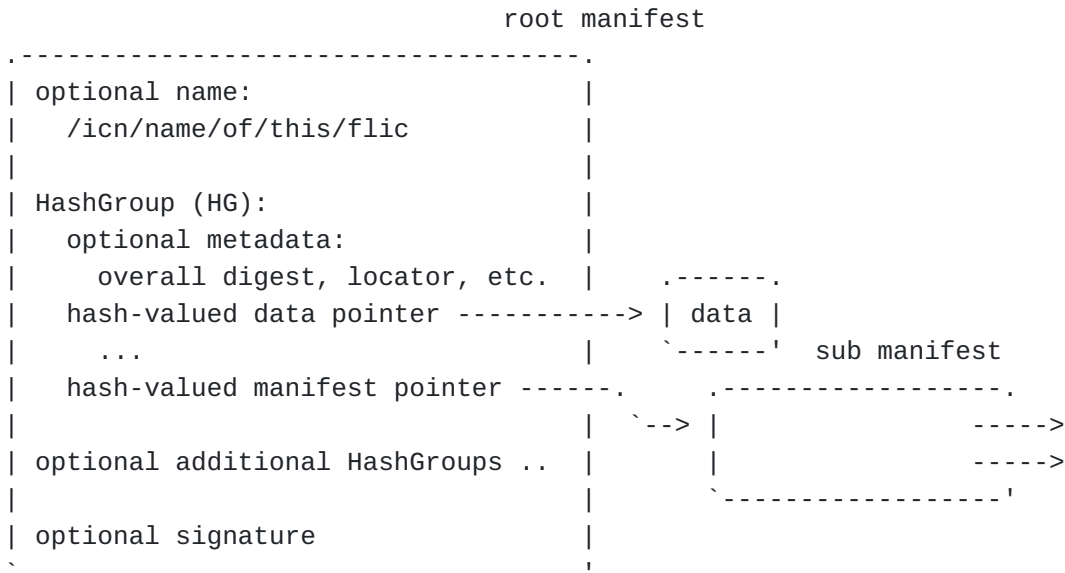 root manifest
optional name:
/icn/name/of/this/flic
HashGroup (HG):
optional metadata:
overall digest, locator, etc.
hash-valued data pointer -----------> | data |
... sub manifest
hash-valued manifest pointer ------.
`-->
----->
optional additional HashGroups .. ----->
optional signature